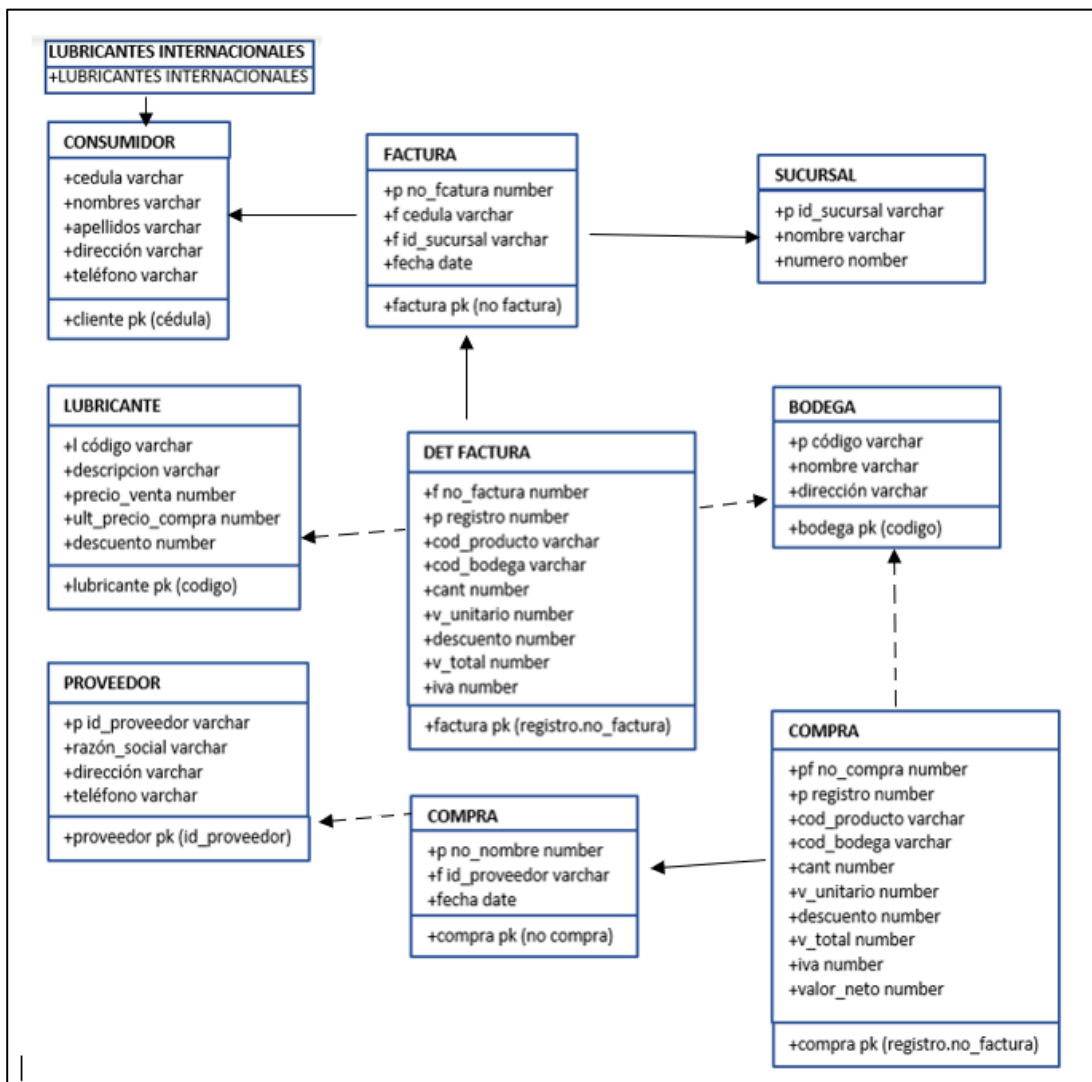 LUBRICANTES INTERNACIONALES
+LUBRICANTES INTERNACIONALES
CONSUMIDOR
+cedula varchar
+nombres varchar
+apellidos varchar
+dirección varchar
+teléfono varchar
+cliente pk (cédula)
FACTURA
+p no_fcatura number
+f cedula varchar
+f id_sucursal varchar
+fecha date
+factura pk (no factura)
SUCURSAL
+p id_sucursal varchar
+nombre varchar
+numero nomber
LUBRICANTE
+l código varchar
+descripcion varchar
+precio_venta number
+ult_precio_compra number
+descuento number
+lubricante pk (codigo)
DET FACTURA
+f no_factura number
+p registro number
+cod_producto varchar
+cod_bodega varchar
+cant number
+v_unitario number
+descuento number
+v_total number
+iva number
+factura pk (registro.no_factura)
BODEGA
+p código varchar
+nombre varchar
+dirección varchar
+bodega pk (codigo)
PROVEEDOR
+p id_proveedor varchar
+razón_social varchar
+dirección varchar
+teléfono varchar
+proveedor pk (id_proveedor)
COMPRA
+p no_nombre number
+f id_proveedor varchar
+fecha date
+compra pk (no compra)
COMPRA
+pf no_compra number
+p registro number
+cod_producto varchar
+cod_bodega varchar
+cant number
+v_unitario number
+descuento number
+v_total number
+iva number
+valor_neto number
+compra pk (registro.no_factura)